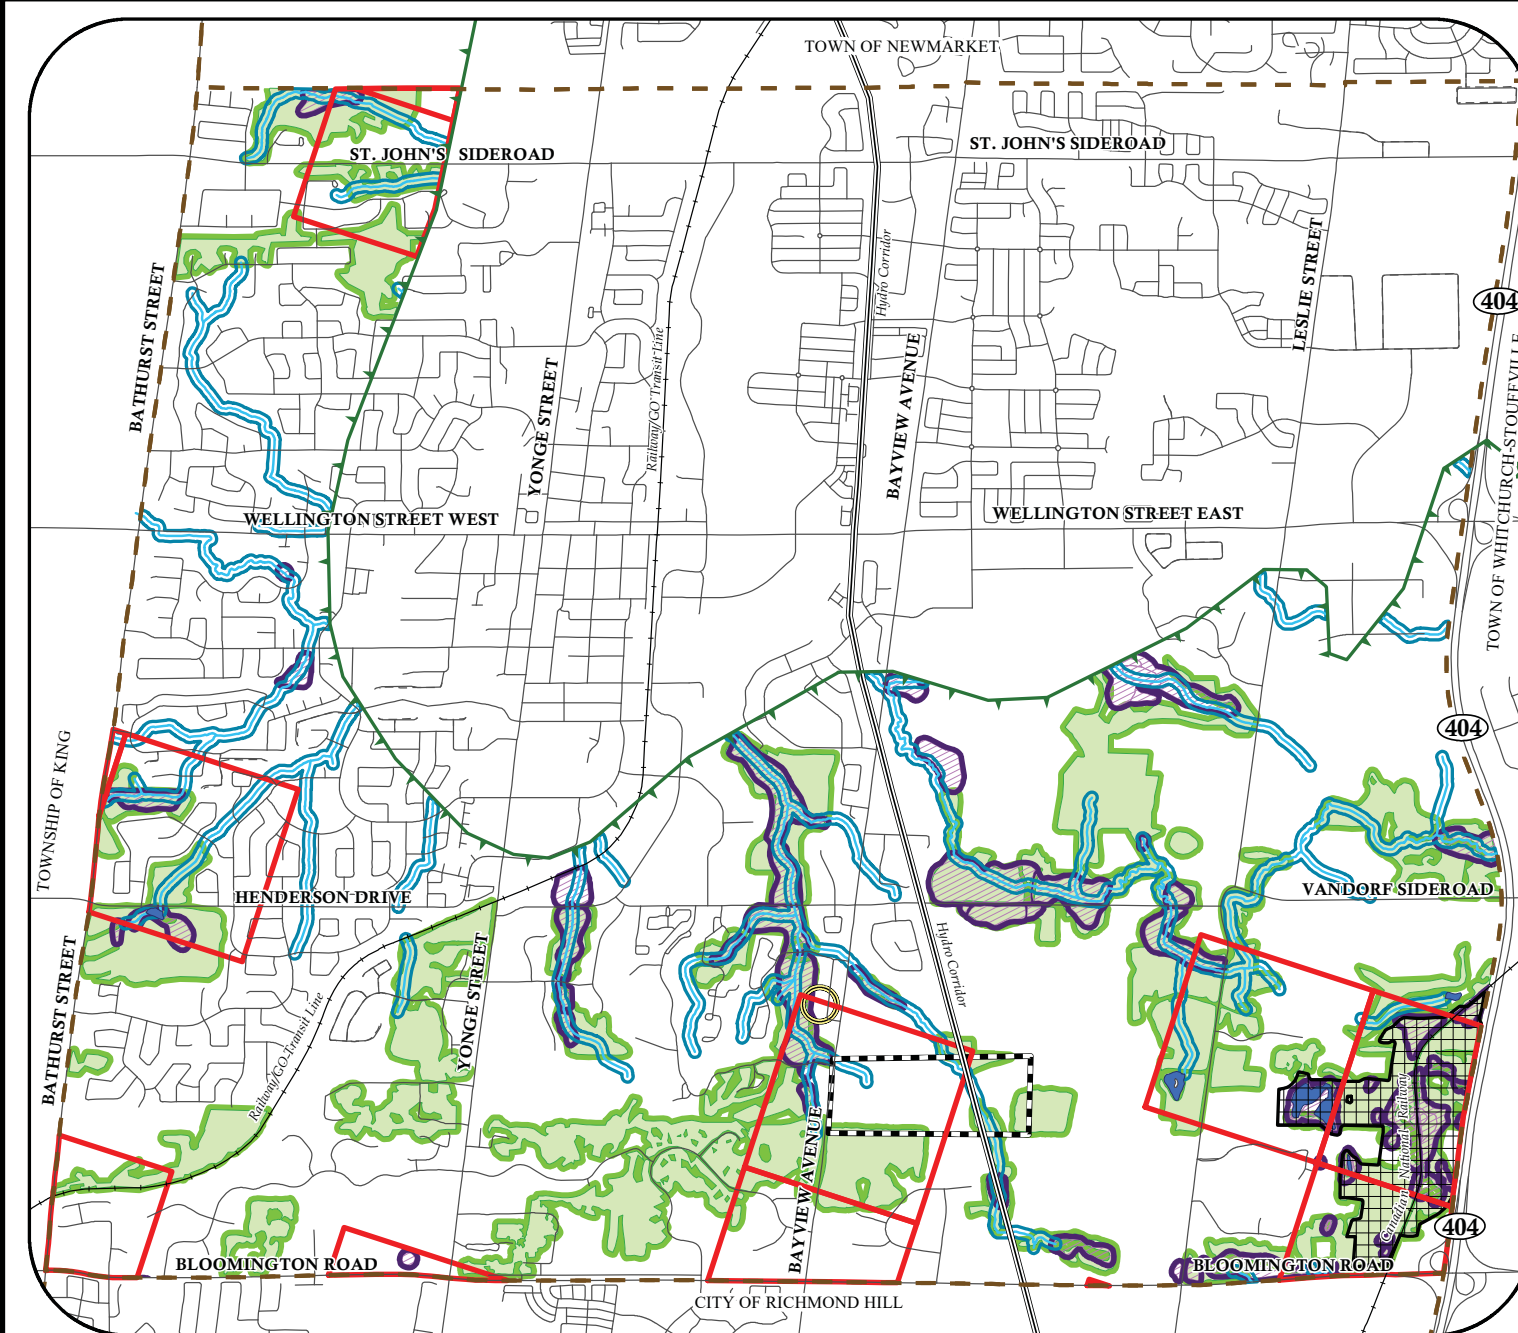 TOWN OF NEWMARKET
ST. JOHN'S SIDEROAD
ST. JOHN'S SIDEROAD
BATHURST STREET
YONGE STREET
Railway/GO Transit Line
Hydro Corridor
BAYVIEW AVENUE
LESLIE STREET
404
TOWN OF WHITCHURCH-STOUFFVILLE
WELLINGTON STREET WEST
WELLINGTON STREET EAST
TOWNSHIP OF KING
404
HENDERSON DRIVE
VANDORF SIDEROAD
BATHURST STREET
YONGE STREET
Railway/GO Transit Line
Hydro Corridor
BAYVIEW AVENUE
Canadian National Railway
404
BLOOMINGTON ROAD
BLOOMINGTON ROAD
CITY OF RICHMOND HILL